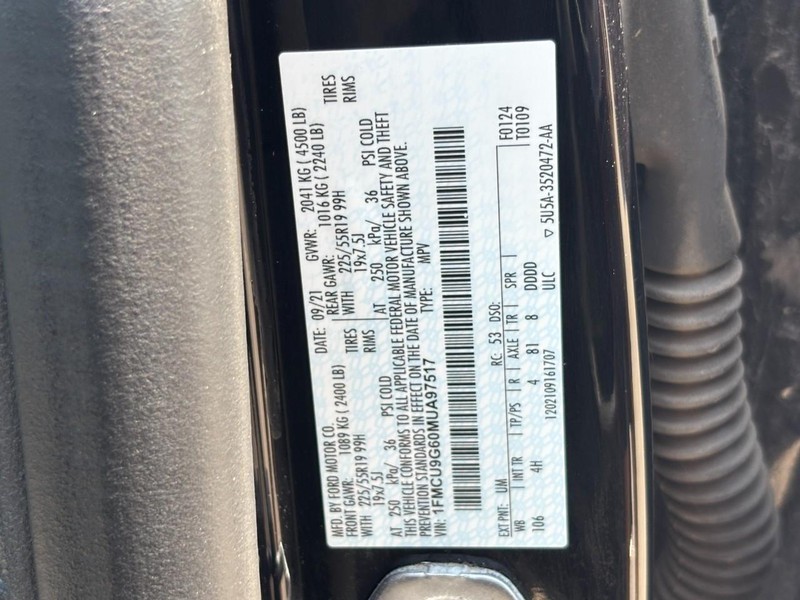 MFD. BY FORD MOTOR CO.
DATE: 09/21 GVWR: 2041 KG ( 4500 LB)
FRONT GAWR: 1089 KG ( 2400 LB)
REAR GAWR: 1016 KG ( 2240 LB)
WITH 225/55R19 99H TIRES
WITH 225/55R19 99H TIRES
19x7.5J RIMS
19x7.5J RIMS
AT 250 kPa/ 36 PSI COLD
AT 250 kPa/ 36 PSI COLD
THIS VEHICLE CONFORMS TO ALL APPLICABLE FEDERAL MOTOR VEHICLE SAFETY AND THEFT
PREVENTION STANDARDS IN EFFECT ON THE DATE OF MANUFACTURE SHOWN ABOVE.
VIN: 1FMCU9G60MUA97517 TYPE: MPV
EXT PNT: UM RC: 53 DSO: F0124
WB INT TR TP/PS R AXLE TR SPR T0109
106 4H 4 81 8 DDDD
1202109161707 ULC ▽ 5U5A-3520472-AA